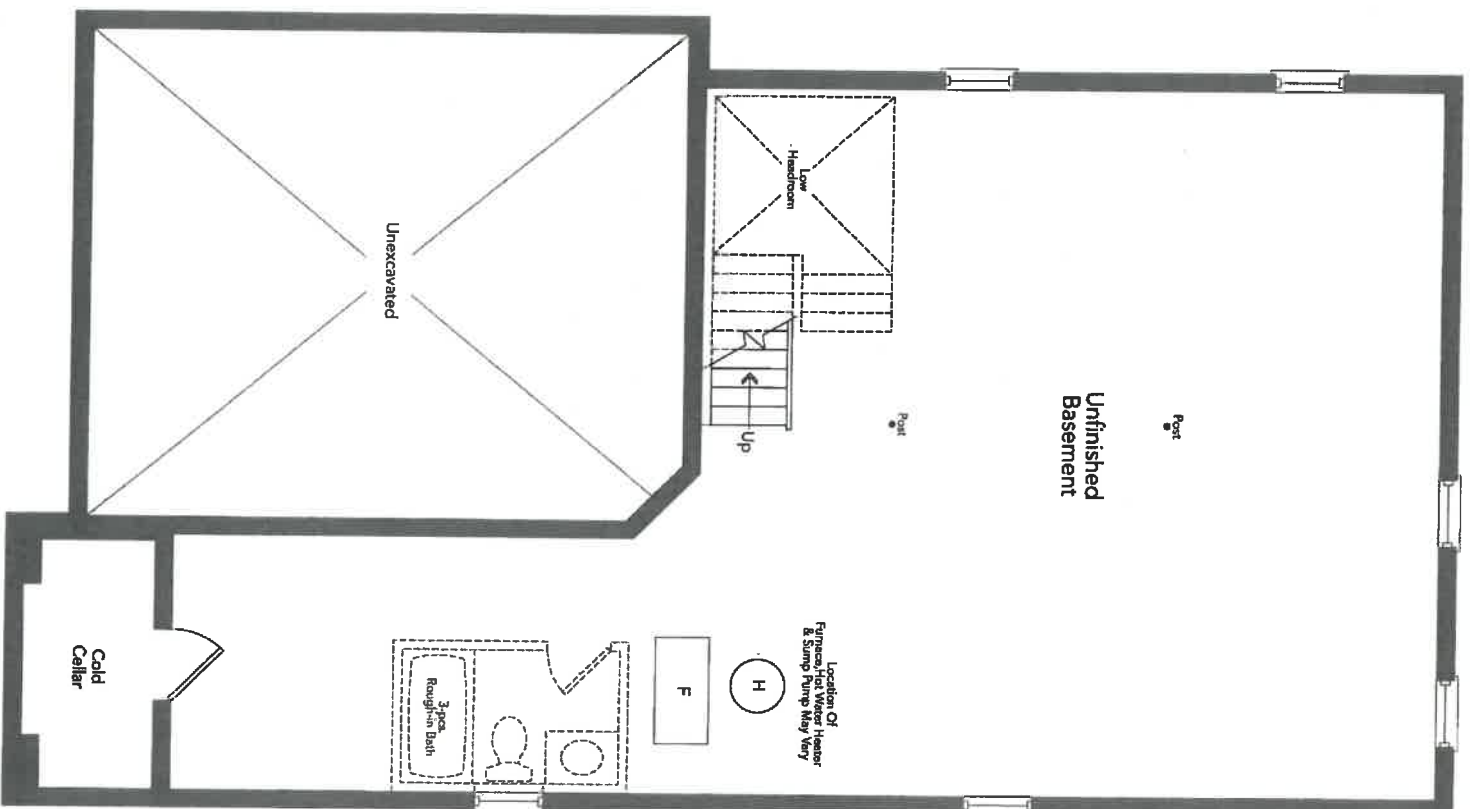 Unexcavated
Low
Headroom
Up
Post
Post
Unfinished
Basement
Location Of
Furnace,Hot Water Heater
& Sump Pump May Vary
H
F
3-pcs.
Rough-in Bath
Cold
Cellar